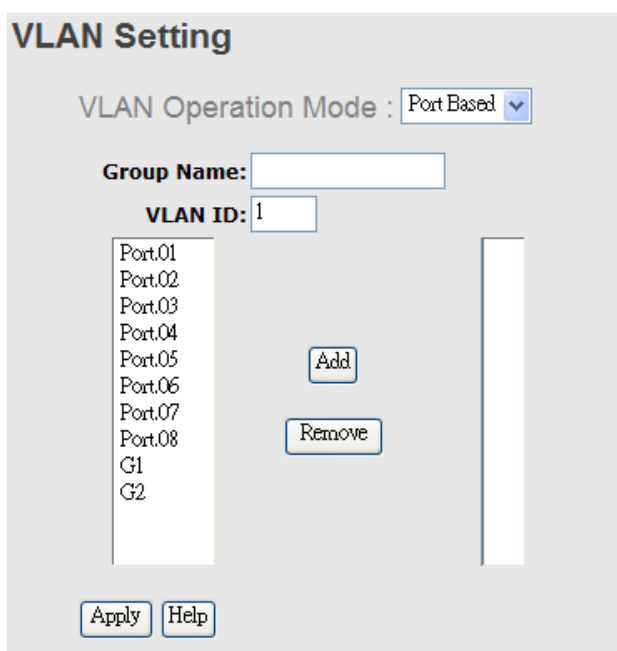 VLAN Setting
VLAN Operation Mode : Port Based
Group Name:
VLAN ID: 1
Port.01
Port.02
Port.03
Port.04
Port.05
Port.06
Port.07
Port.08
G1
G2
Add
Remove
Apply Help